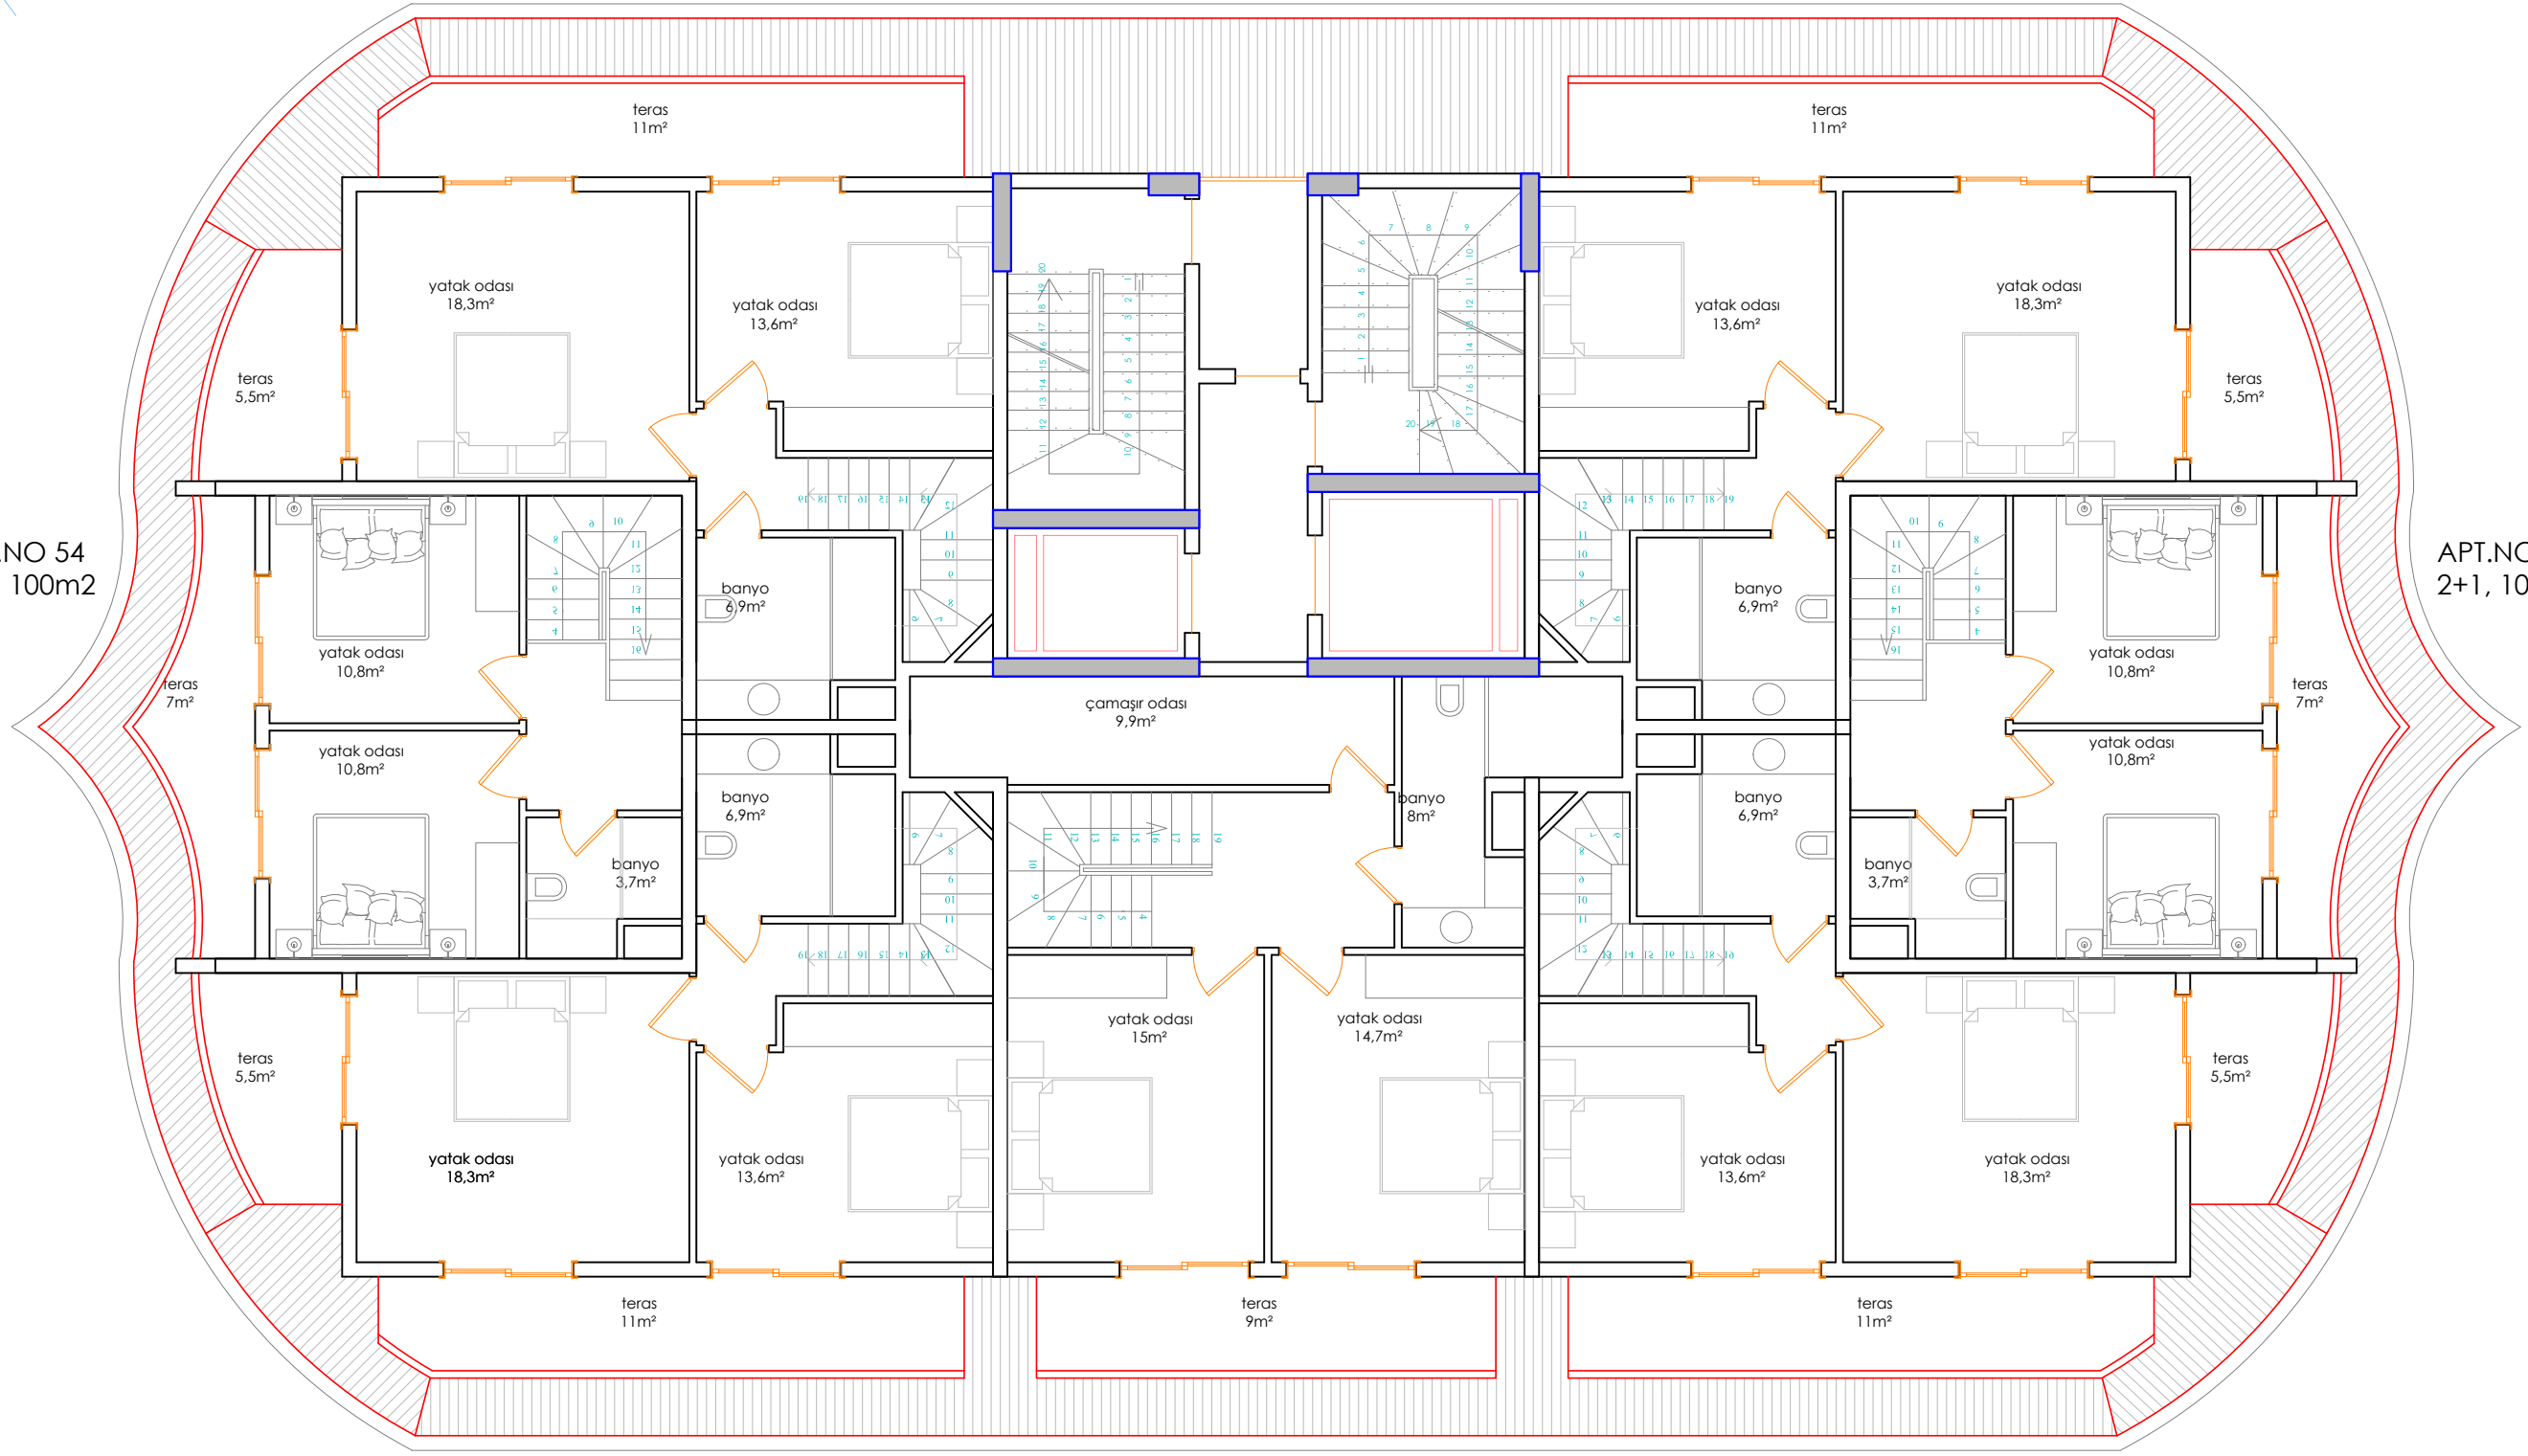 teras
11m²
teras
11m²
yatak odası
18,3m²
yatak odası
13,6m²
yatak odası
13,6m²
yatak odası
18,3m²
teras
5,5m²
teras
5,5m²
NO 54
100m2
APT.NO
2+1, 10
banyo
6,9m²
banyo
6,9m²
yatak odası
10,8m²
yatak odası
10,8m²
teras
7m²
teras
7m²
çamaşır odası
9,9m²
yatak odası
10,8m²
yatak odası
10,8m²
banyo
6,9m²
banyo
8m²
banyo
6,9m²
banyo
3,7m²
banyo
3,7m²
teras
5,5m²
yatak odası
15m²
yatak odası
14,7m²
teras
5,5m²
yatak odası
18,3m²
yatak odası
13,6m²
yatak odası
13,6m²
yatak odası
18,3m²
teras
11m²
teras
9m²
teras
11m²